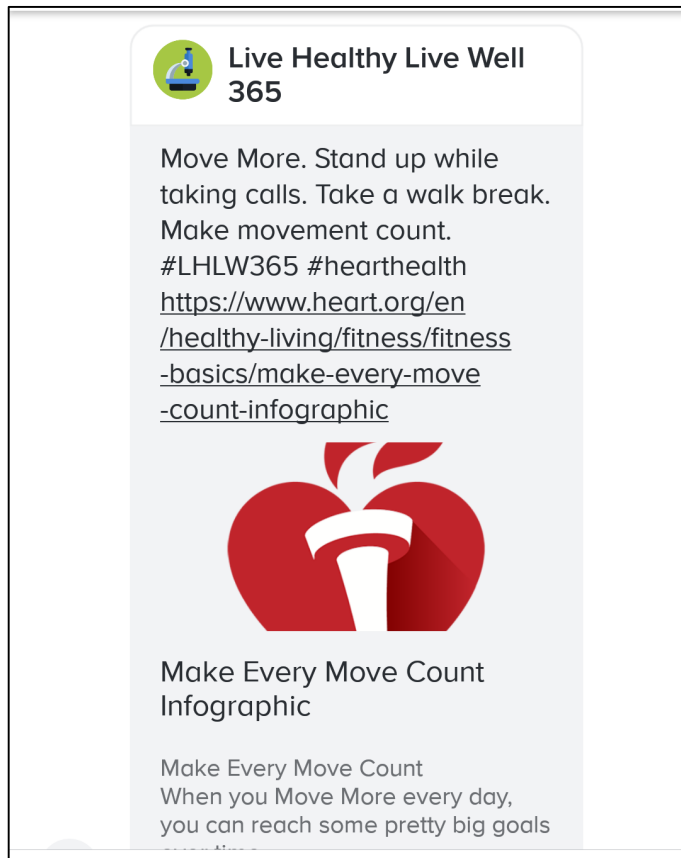 Live Healthy Live Well
365
Move More. Stand up while
taking calls. Take a walk break.
Make movement count.
#LHLW365 #hearthealth
https://www.heart.org/en
/healthy-living/fitness/fitness
-basics/make-every-move
-count-infographic
Make Every Move Count
Infographic
Make Every Move Count
When you Move More every day,
you can reach some pretty big goals